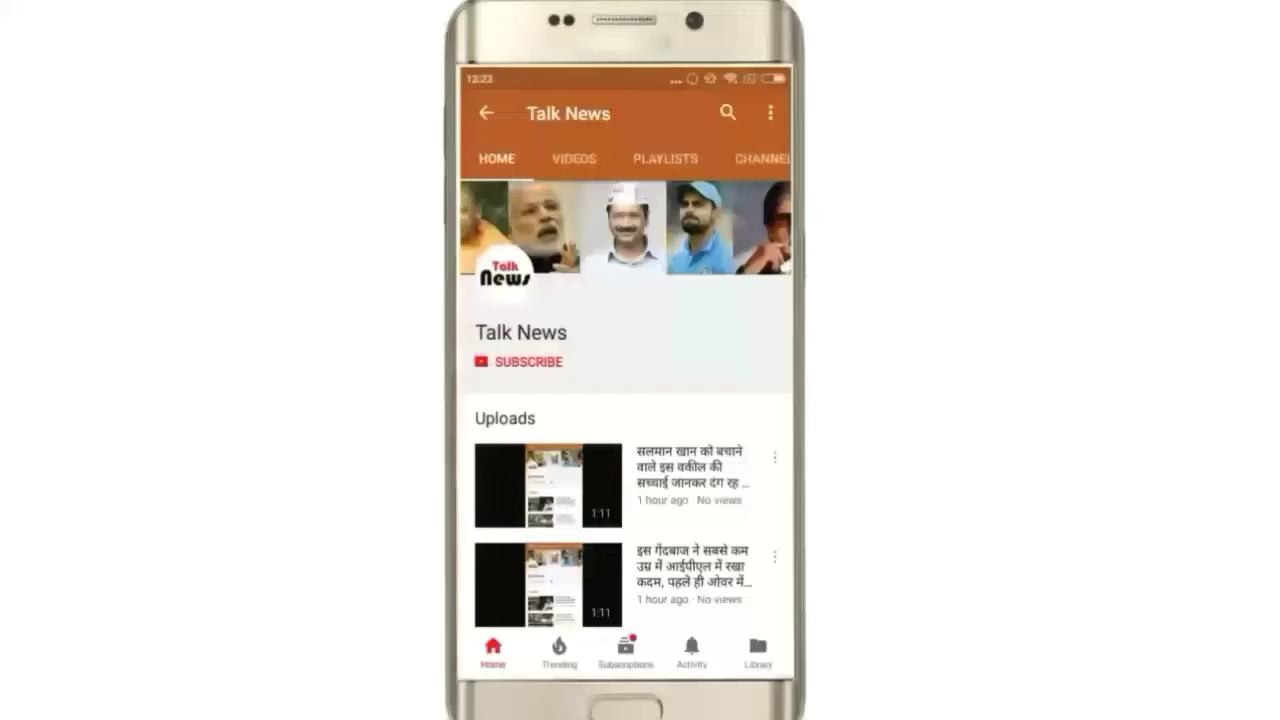 12:23
Talk News
HOME VIDEOS PLAYLISTS CHANNEL
Talk
News
Talk News
SUBSCRIBE
Uploads
सलमान खान को बचाने
वाले इस वकील की
सच्चाई जानकर दंग रह ...
1 hour ago · No views
1:11
इस गेंदबाज ने सबसे कम
उम्र में आईपीएल में रखा
कदम, पहले ही ओवर में...
1 hour ago · No views
1:11
Home Trending Subscriptions Activity Library